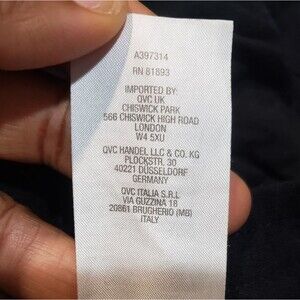 A397314
RN 81893
IMPORTED BY:
QVC UK
CHISWICK PARK
566 CHISWICK HIGH ROAD
LONDON
W4 5XU
QVC HANDEL LLC & CO. KG
PLOCKSTR. 30
40221 DÜSSELDORF
GERMANY
QVC ITALIA S.R.L
VIA GUZZINA 18
20861 BRUGHERIO (MB)
ITALY